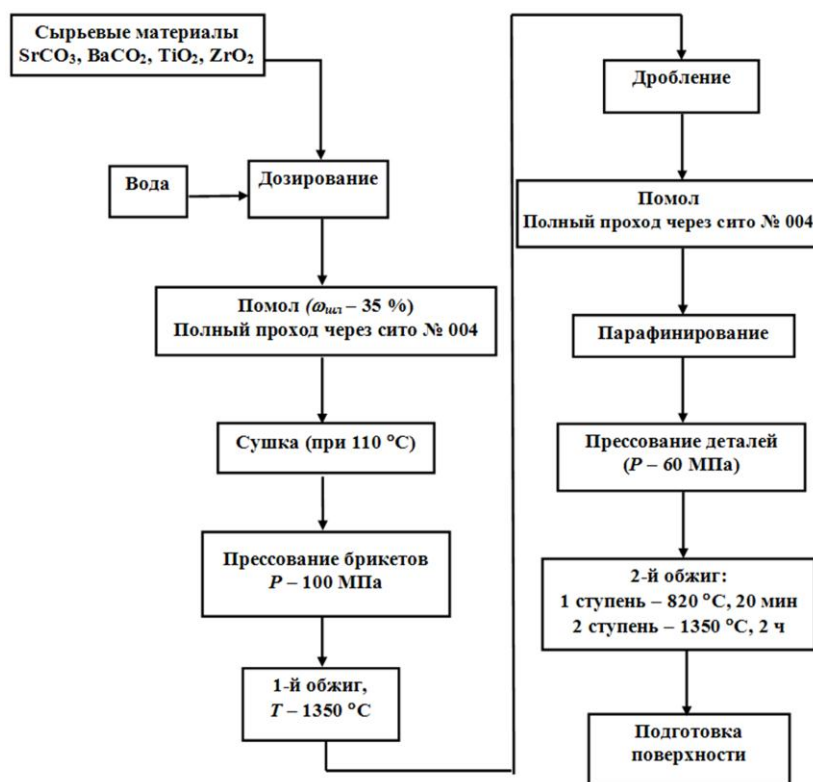 Сырьевые материалы
SrCO₃, BaCO₂, TiO₂, ZrO₂
Вода
Дозирование
Помол (ω_шл – 35 %)
Полный проход через сито № 004
Сушка (при 110 °С)
Прессование брикетов
P – 100 МПа
1-й обжиг,
T – 1350 °С
Дробление
Помол
Полный проход через сито № 004
Парафинирование
Прессование деталей
(P – 60 МПа)
2-й обжиг:
1 ступень – 820 °С, 20 мин
2 ступень – 1350 °С, 2 ч
Подготовка
поверхности